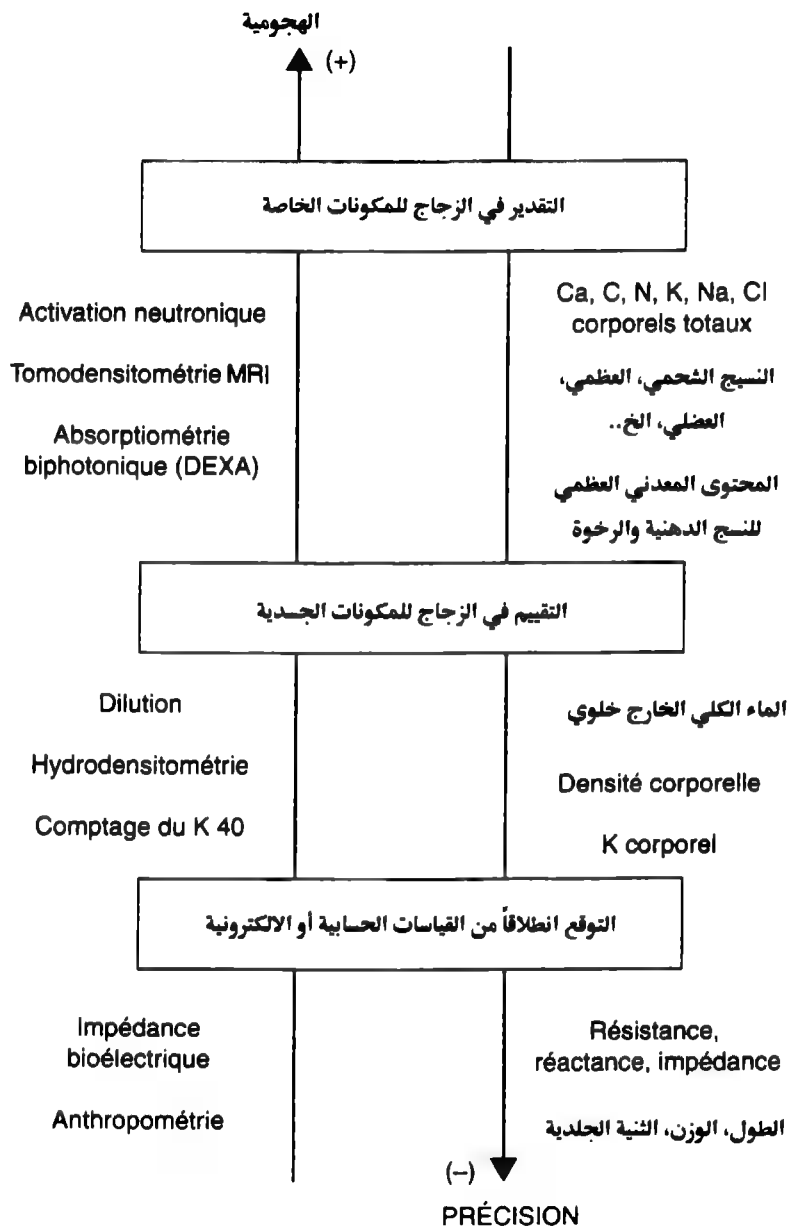 الهجومية
(+)
التقدير في الزجاج للمكونات الخاصة
Activation neutronique
Tomodensitométrie MRI
Absorptiométrie
biphotonique (DEXA)
Ca, C, N, K, Na, Cl
corporels totaux
النسيج الشحمي، العظمي،
العضلي، الخ..
المحتوى المعدني العظمي
للنسج الدهنية والرخوة
التقييم في الزجاج للمكونات الجسدية
Dilution
Hydrodensitométrie
Comptage du K 40
الماء الكلي الخارج خلوي
Densité corporelle
K corporel
التوقع انطلاقاً من القياسات الحسابية أو الالكترونية
Impédance
bioélectrique
Anthropométrie
Résistance,
réactance, impédance
الطول، الوزن، الثنية الجلدية
(–)
PRÉCISION